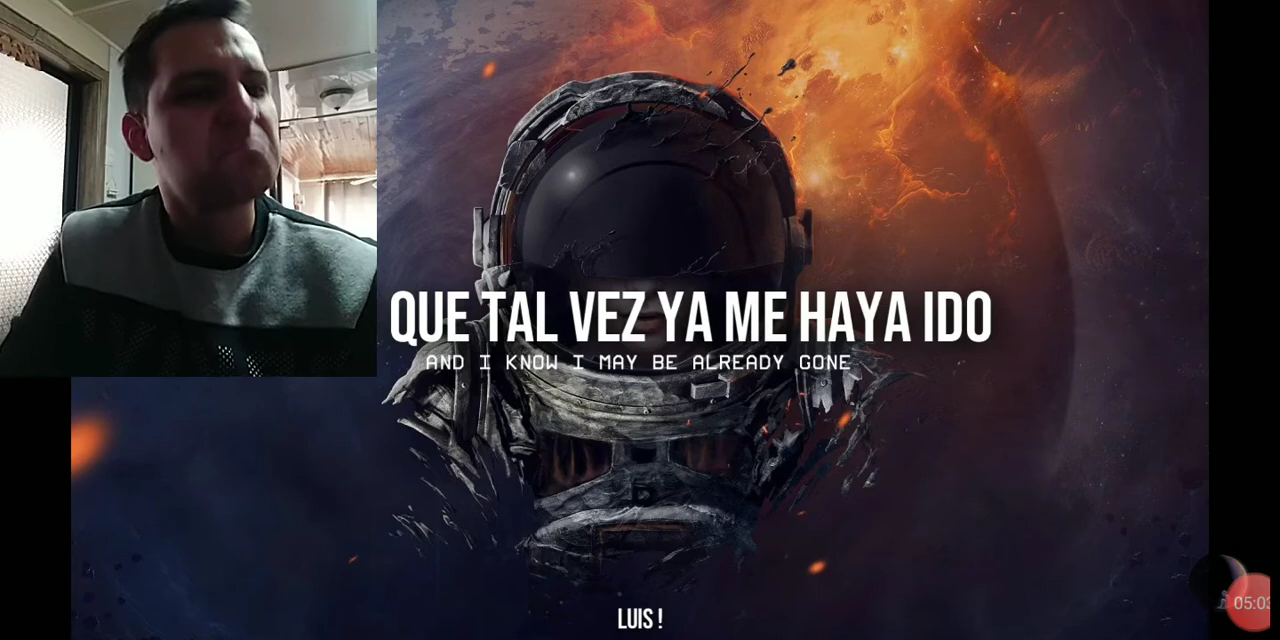 QUE TAL VEZ YA ME HAYA IDO
AND I KNOW I MAY BE ALREADY GONE
LUIS !
05:03